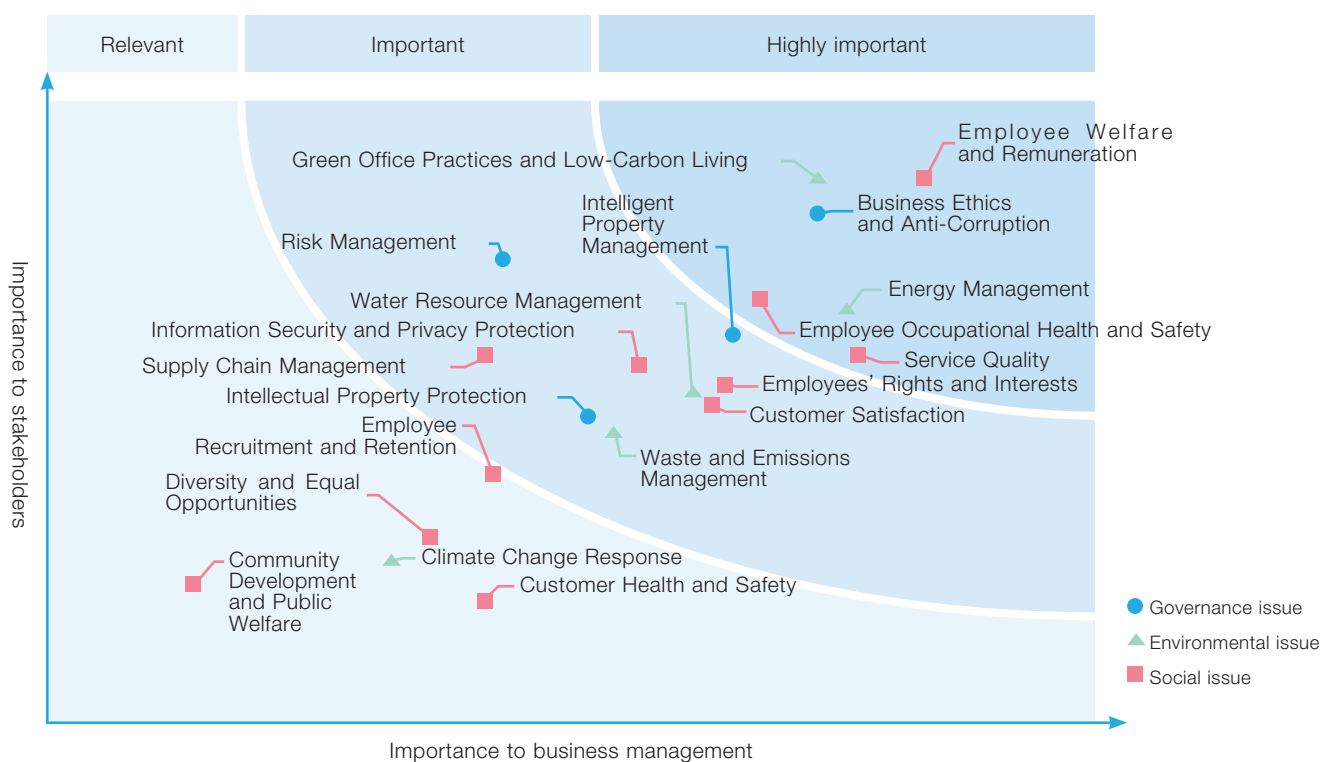 Relevant
Important
Highly important
Employee Welfare
and Remuneration
Green Office Practices and Low-Carbon Living
Business Ethics
and Anti-Corruption
Intelligent
Property
Management
Risk Management
Energy Management
Water Resource Management
Employee Occupational Health and Safety
Information Security and Privacy Protection
Service Quality
Supply Chain Management
Employees’ Rights and Interests
Intellectual Property Protection
Customer Satisfaction
Employee
Recruitment and Retention
Waste and Emissions
Management
Diversity and Equal
Opportunities
Climate Change Response
Community
Development
and Public
Welfare
Customer Health and Safety
Importance to stakeholders
Importance to business management
Governance issue
Environmental issue
Social issue